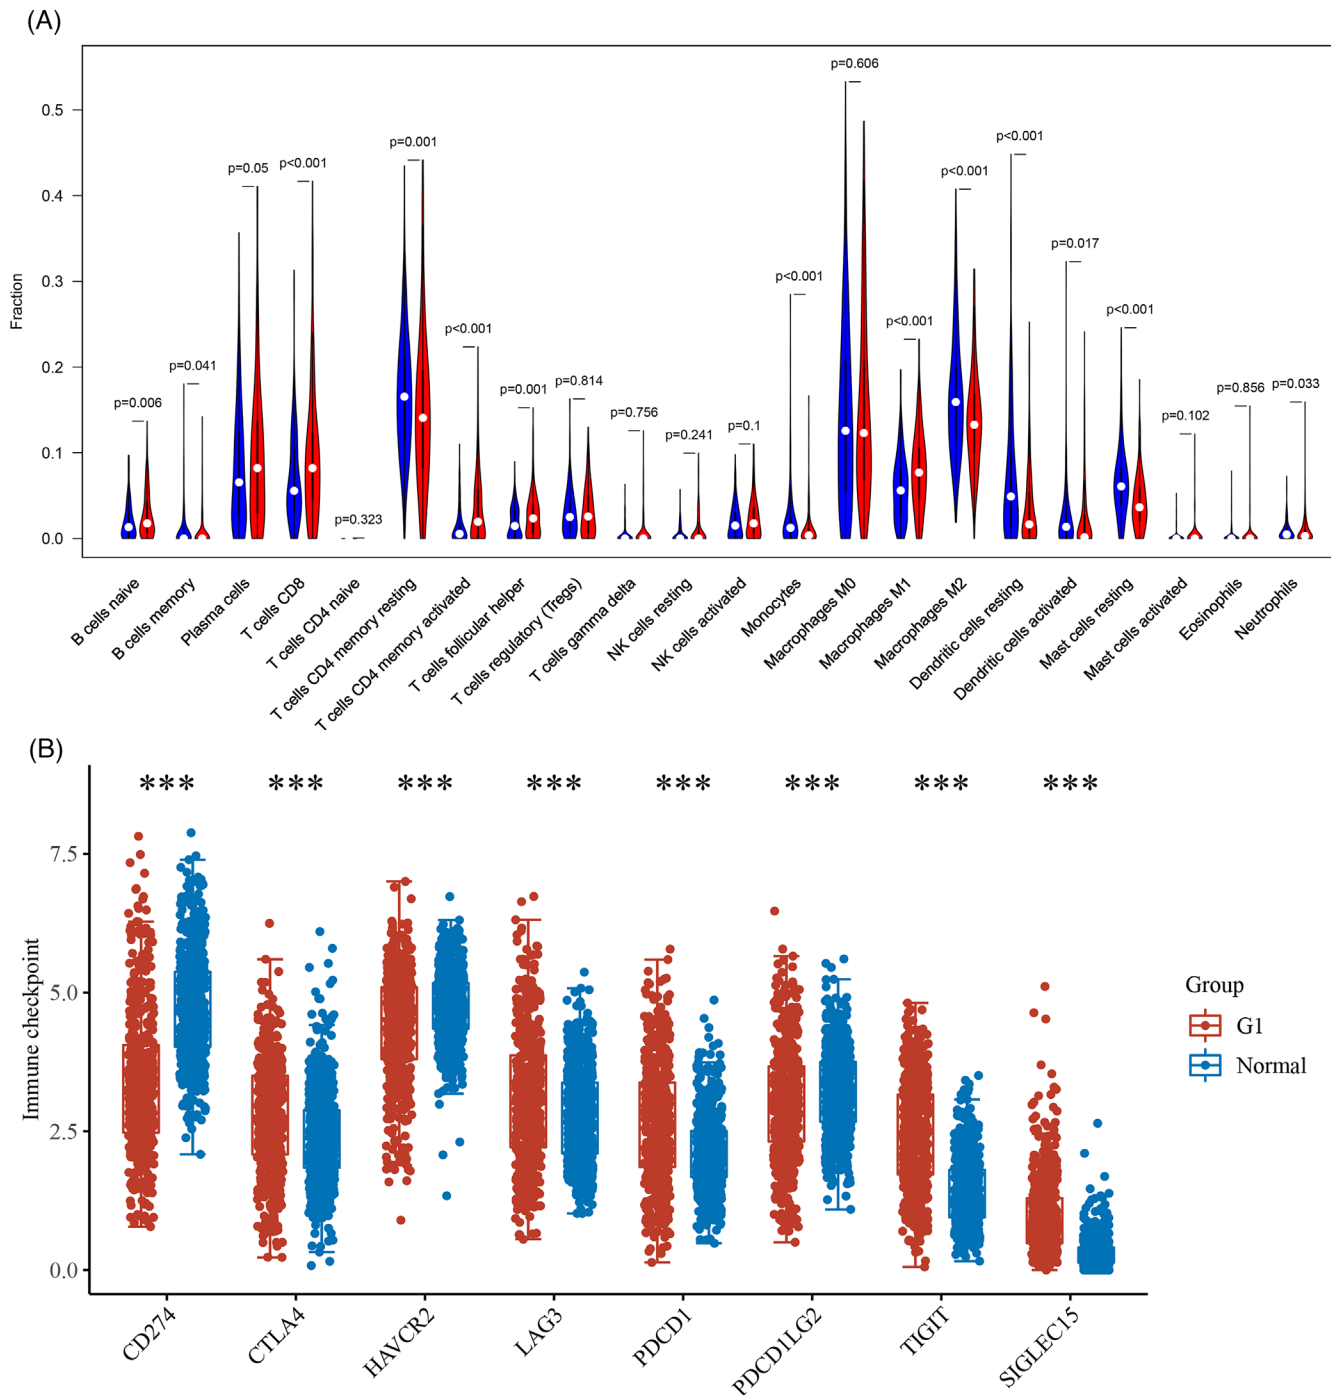 (A)
Fraction
0.5
0.4
0.3
0.2
0.1
0.0
p=0.006
p=0.041
p=0.05
p<0.001
p=0.323
p=0.001
p<0.001
p=0.001
p=0.814
p=0.756
p=0.241
p=0.1
p<0.001
p=0.606
p<0.001
p<0.001
p<0.001
p=0.017
p<0.001
p=0.102
p=0.856
p=0.033
B cells naive
B cells memory
Plasma cells
T cells CD8
T cells CD4 naive
T cells CD4 memory resting
T cells CD4 memory activated
T cells follicular helper
T cells regulatory (Tregs)
T cells gamma delta
NK cells resting
NK cells activated
Monocytes
Macrophages M0
Macrophages M1
Macrophages M2
Dendritic cells resting
Dendritic cells activated
Mast cells resting
Mast cells activated
Eosinophils
Neutrophils
(B)
*** *** *** *** *** *** *** ***
Immune checkpoint
7.5
5.0
2.5
0.0
CD274
CTLA4
HAVCR2
LAG3
PDCD1
PDCD1LG2
TIGIT
SIGLEC15
Group
G1
Normal